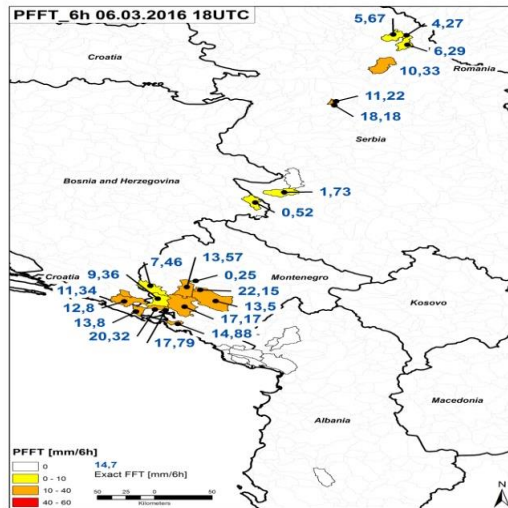 PFFT_6h 06.03.2016 18UTC
5,67
4,27
6,29
Croatia
10,33
Romania
11,22
18,18
Serbia
Bosnia and Herzegovina
1,73
0,52
13,57
7,46
0,25
Croatia
9,36
Montenegro
22,15
11,34
13,5
Kosovo
12,8
17,17
13,8
14,88
20,32
17,79
Macedonia
Albania
PFFT [mm/6h]
0
14,7
0 - 10
Exact FFT [mm/6h]
10 - 40
40 - 60
50 25 0 50
Kilometers
N